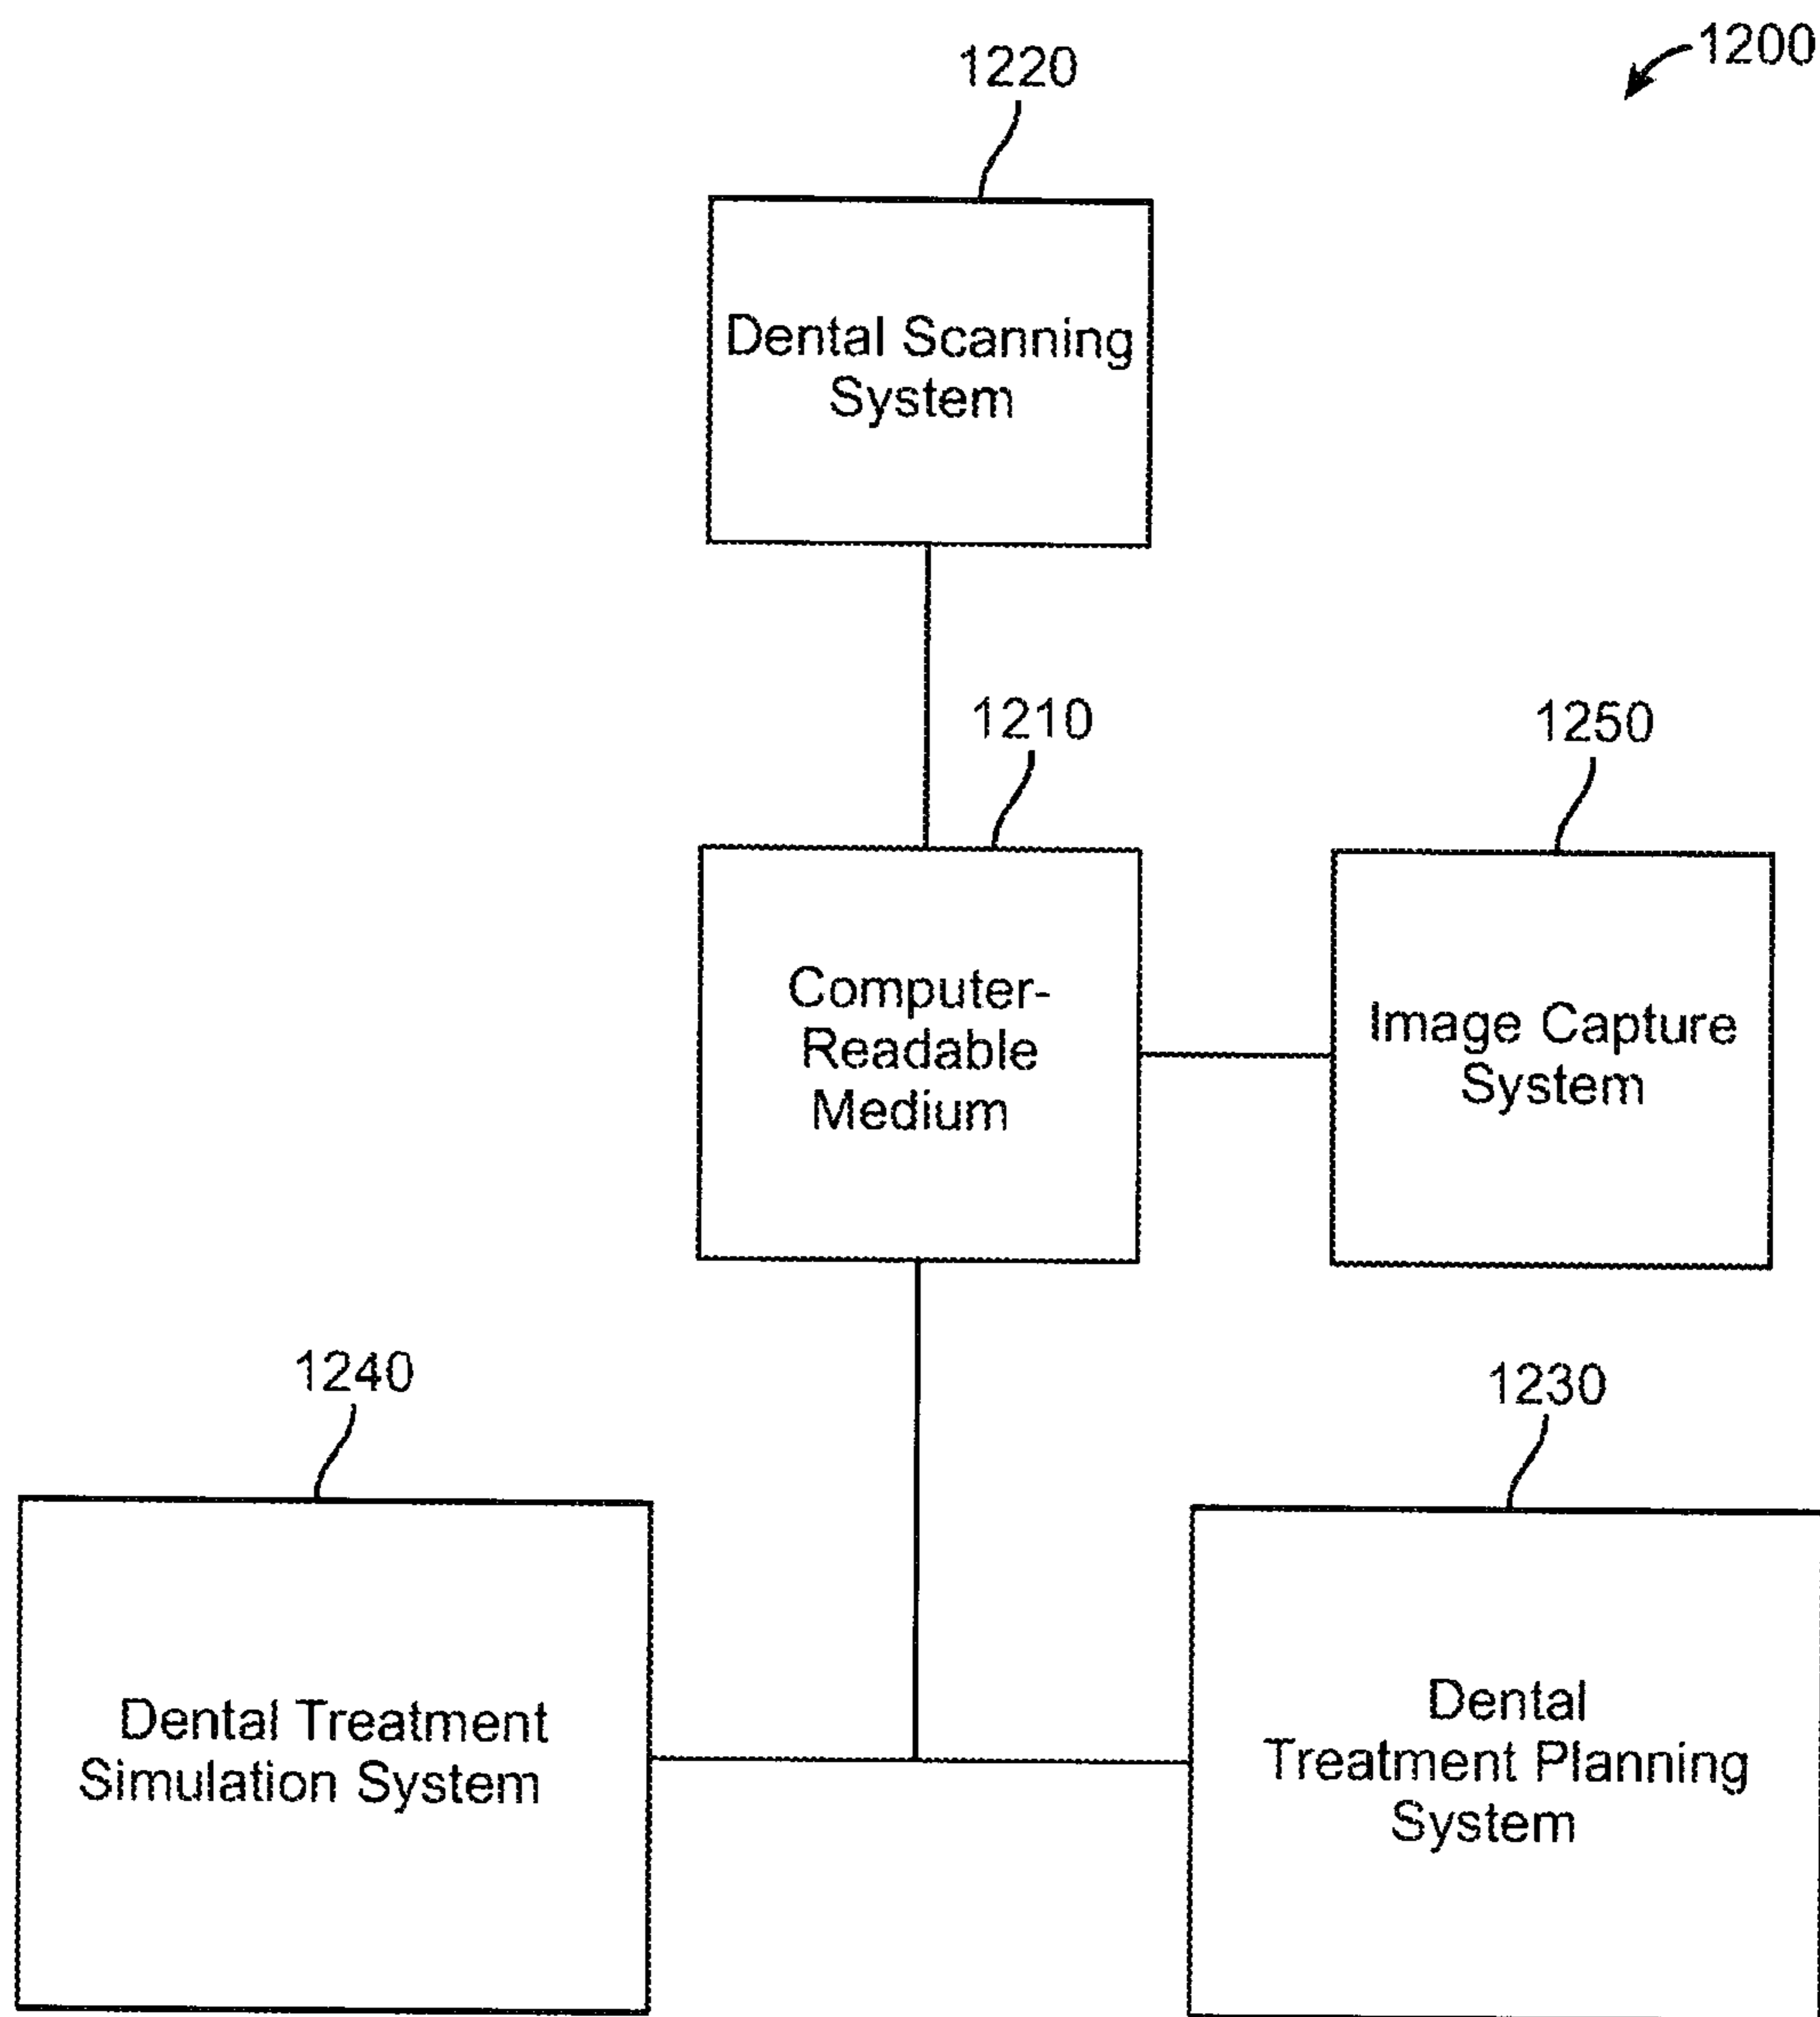 1200
1220
Dental Scanning
System
1210
1250
Computer-
Readable
Medium
Image Capture
System
1240
1230
Dental Treatment
Simulation System
Dental
Treatment Planning
System